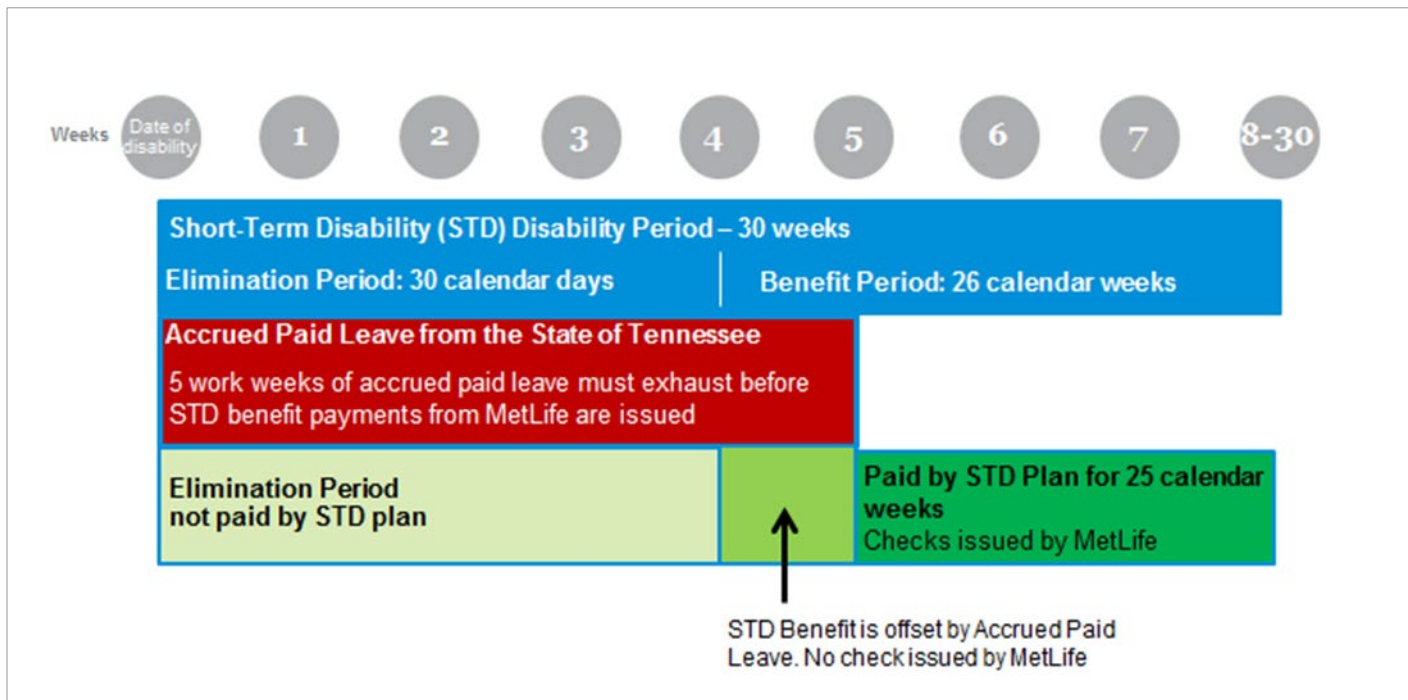 Weeks
Date of
disability
1
2
3
4
5
6
7
8-30
Short-Term Disability (STD) Disability Period – 30 weeks
Elimination Period: 30 calendar days
Benefit Period: 26 calendar weeks
Accrued Paid Leave from the State of Tennessee
5 work weeks of accrued paid leave must exhaust before
STD benefit payments from MetLife are issued
Elimination Period
not paid by STD plan
Paid by STD Plan for 25 calendar
weeks
Checks issued by MetLife
STD Benefit is offset by Accrued Paid
Leave. No check issued by MetLife